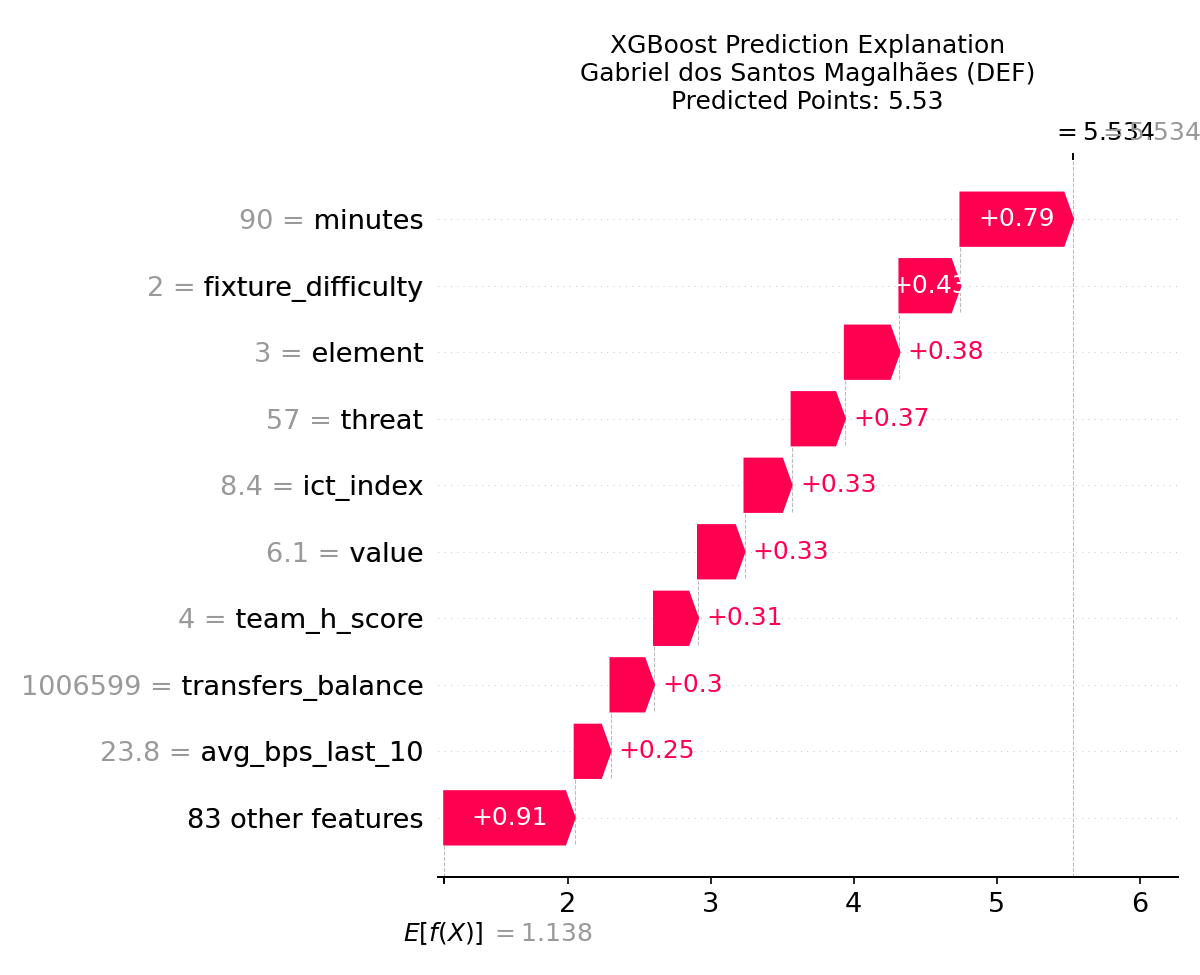 XGBoost Prediction Explanation
Gabriel dos Santos Magalhães (DEF)
Predicted Points: 5.53
= 5.534 = 5.534
90 = minutes +0.79
2 = fixture_difficulty +0.43
3 = element +0.38
57 = threat +0.37
8.4 = ict_index +0.33
6.1 = value +0.33
4 = team_h_score +0.31
1006599 = transfers_balance +0.3
23.8 = avg_bps_last_10 +0.25
83 other features +0.91
2 3 4 5 6
E[f(X)] = 1.138